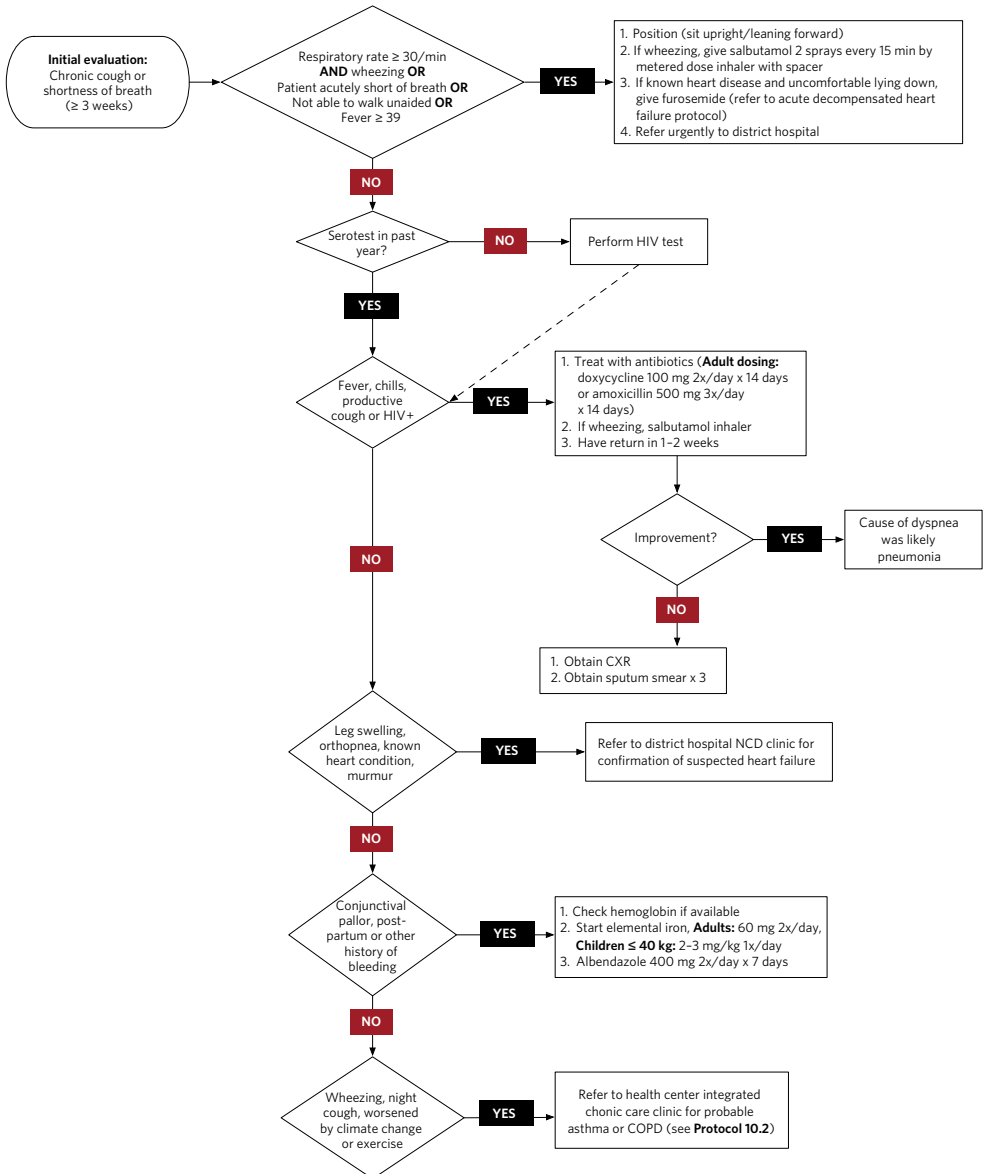 Initial evaluation:
Chronic cough or
shortness of breath
(≥ 3 weeks)
Respiratory rate ≥ 30/min
AND wheezing OR
Patient acutely short of breath OR
Not able to walk unaided OR
Fever ≥ 39
YES
1. Position (sit upright/leaning forward)
2. If wheezing, give salbutamol 2 sprays every 15 min by
metered dose inhaler with spacer
3. If known heart disease and uncomfortable lying down,
give furosemide (refer to acute decompensated heart
failure protocol)
4. Refer urgently to district hospital
NO
Serotest in past
year?
NO
Perform HIV test
YES
Fever, chills,
productive
cough or HIV+
YES
1. Treat with antibiotics (Adult dosing:
doxycycline 100 mg 2x/day x 14 days
or amoxicillin 500 mg 3x/day
x 14 days)
2. If wheezing, salbutamol inhaler
3. Have return in 1–2 weeks
Improvement?
YES
Cause of dyspnea
was likely
pneumonia
NO
NO
1. Obtain CXR
2. Obtain sputum smear x 3
Leg swelling,
orthopnea, known
heart condition,
murmur
YES
Refer to district hospital NCD clinic for
confirmation of suspected heart failure
NO
Conjunctival
pallor, post-
partum or other
history of
bleeding
YES
1. Check hemoglobin if available
2. Start elemental iron, Adults: 60 mg 2x/day,
Children ≤ 40 kg: 2–3 mg/kg 1x/day
3. Albendazole 400 mg 2x/day x 7 days
NO
Wheezing, night
cough, worsened
by climate change
or exercise
YES
Refer to health center integrated
chonic care clinic for probable
asthma or COPD (see Protocol 10.2)